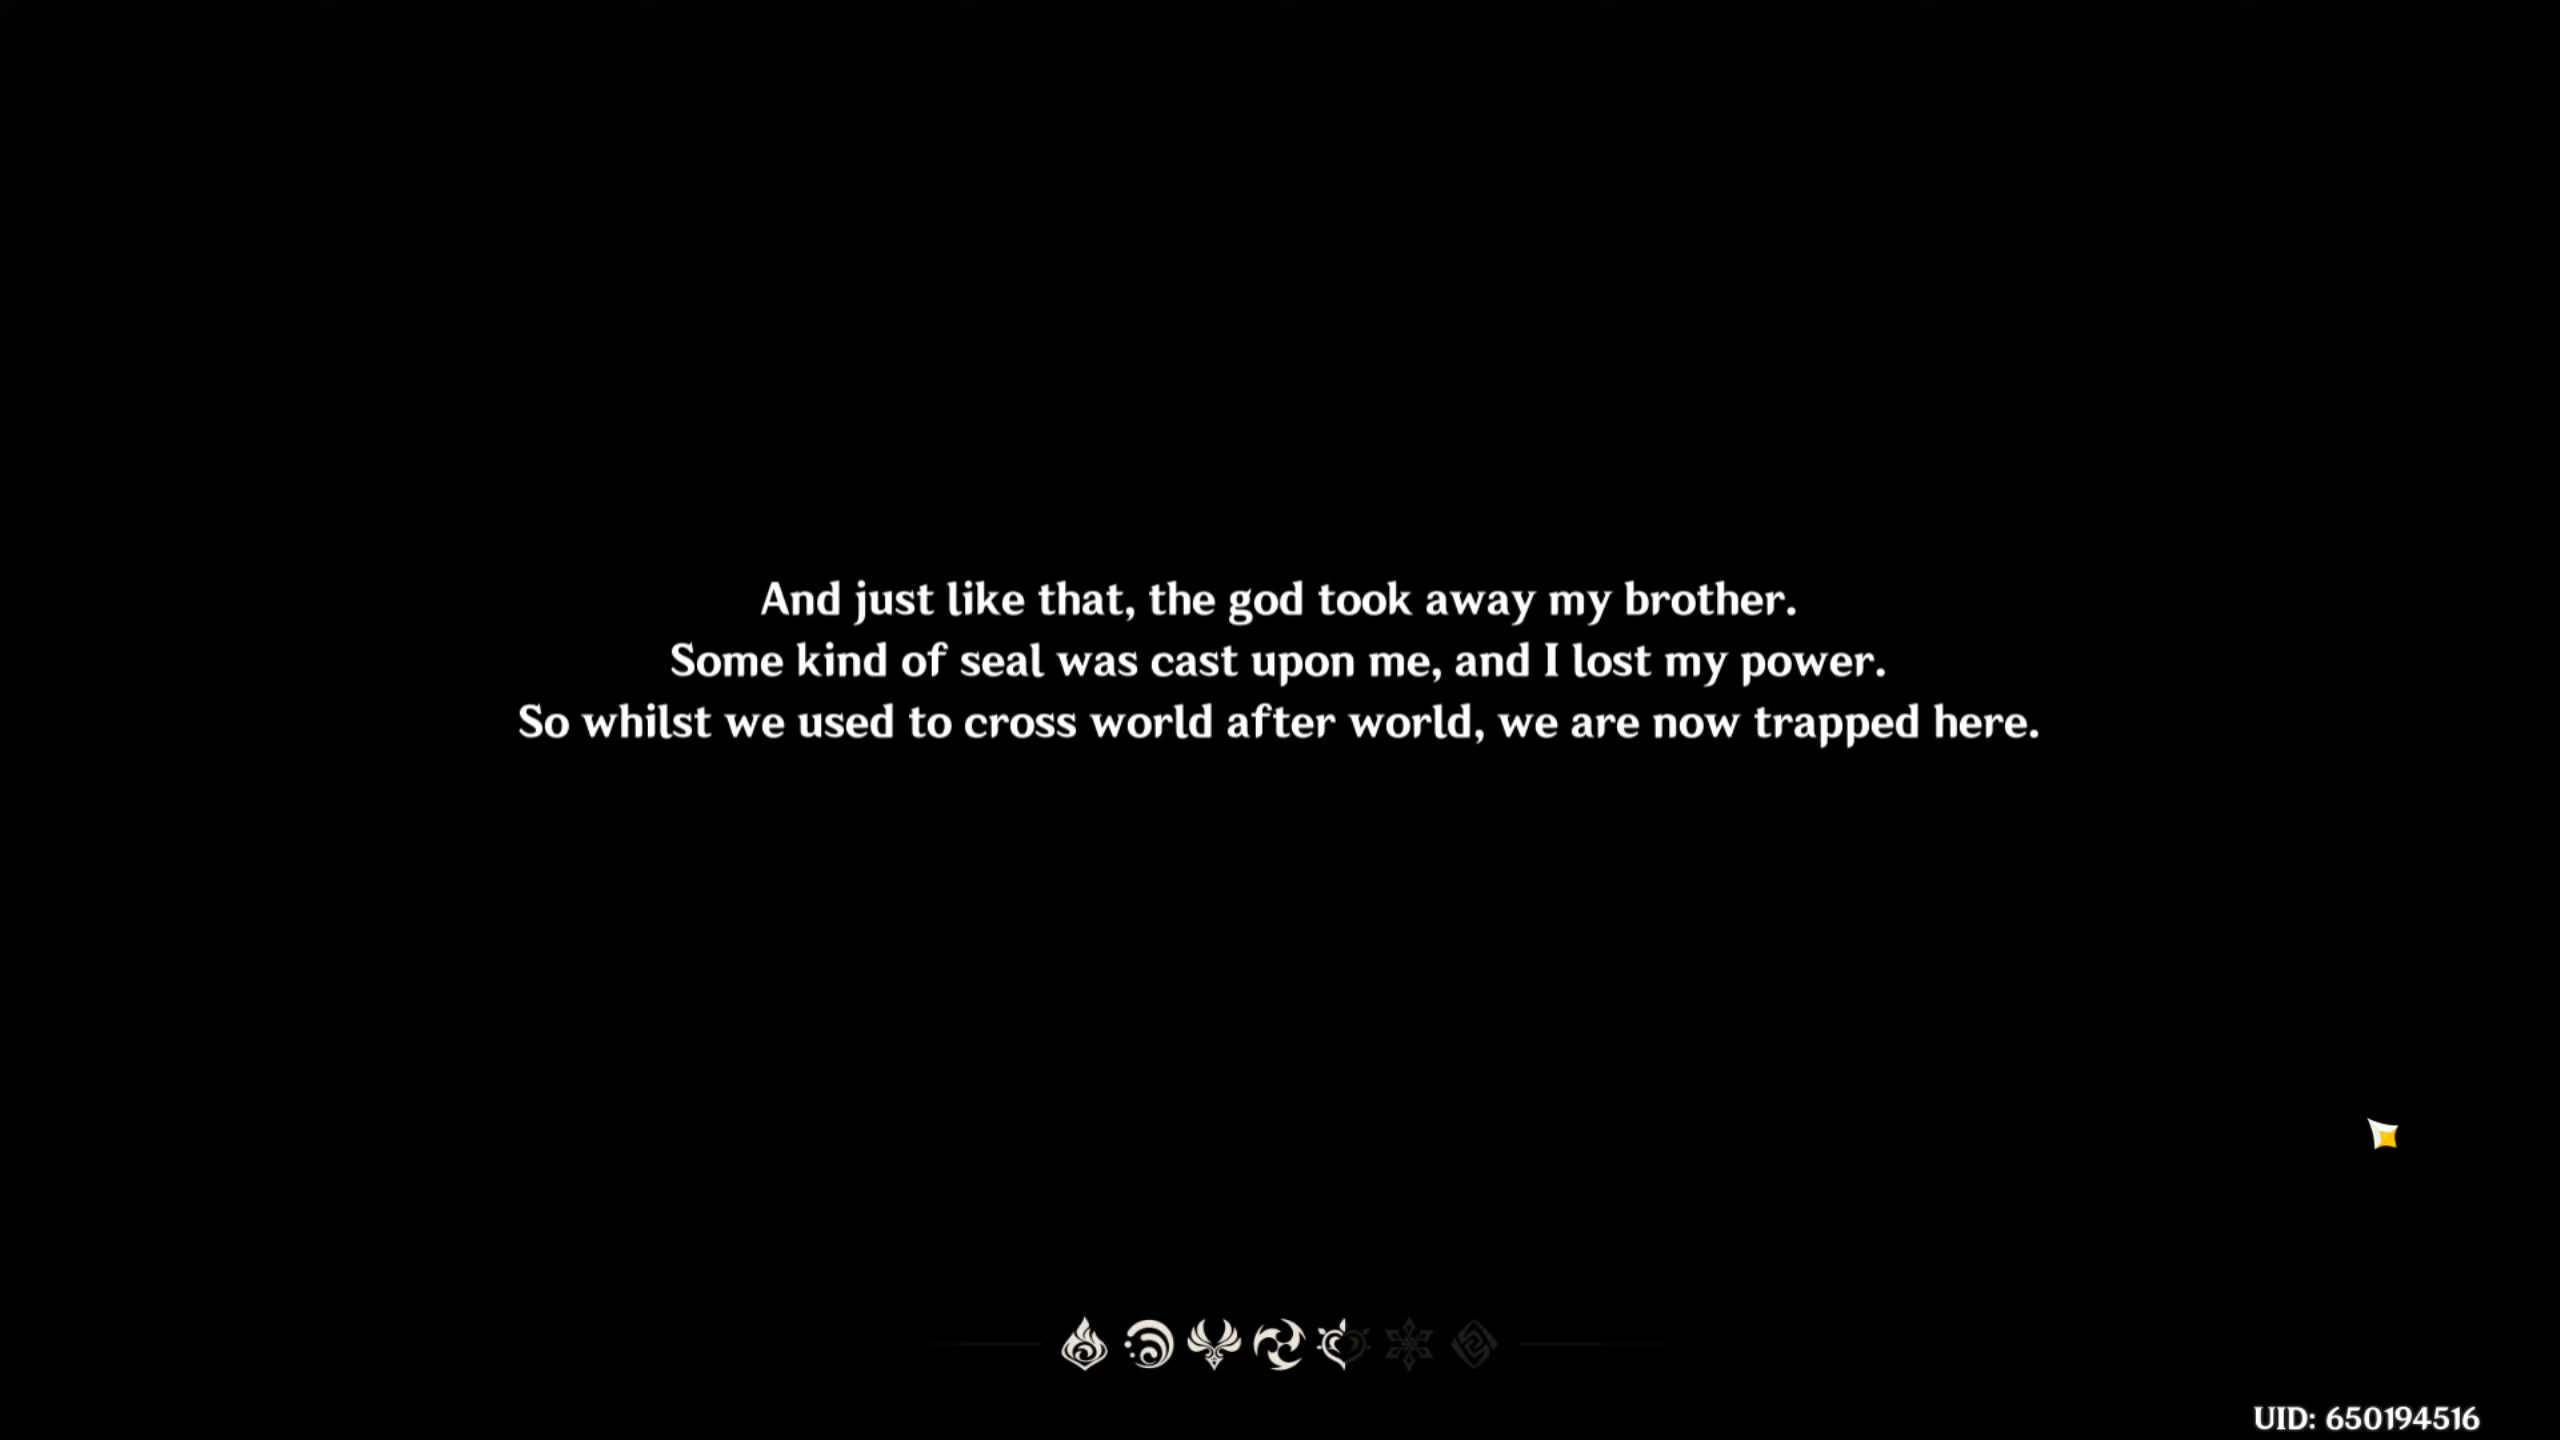 And just like that, the god took away my brother.
Some kind of seal was cast upon me, and I lost my power.
So whilst we used to cross world after world, we are now trapped here.
UID: 650194516